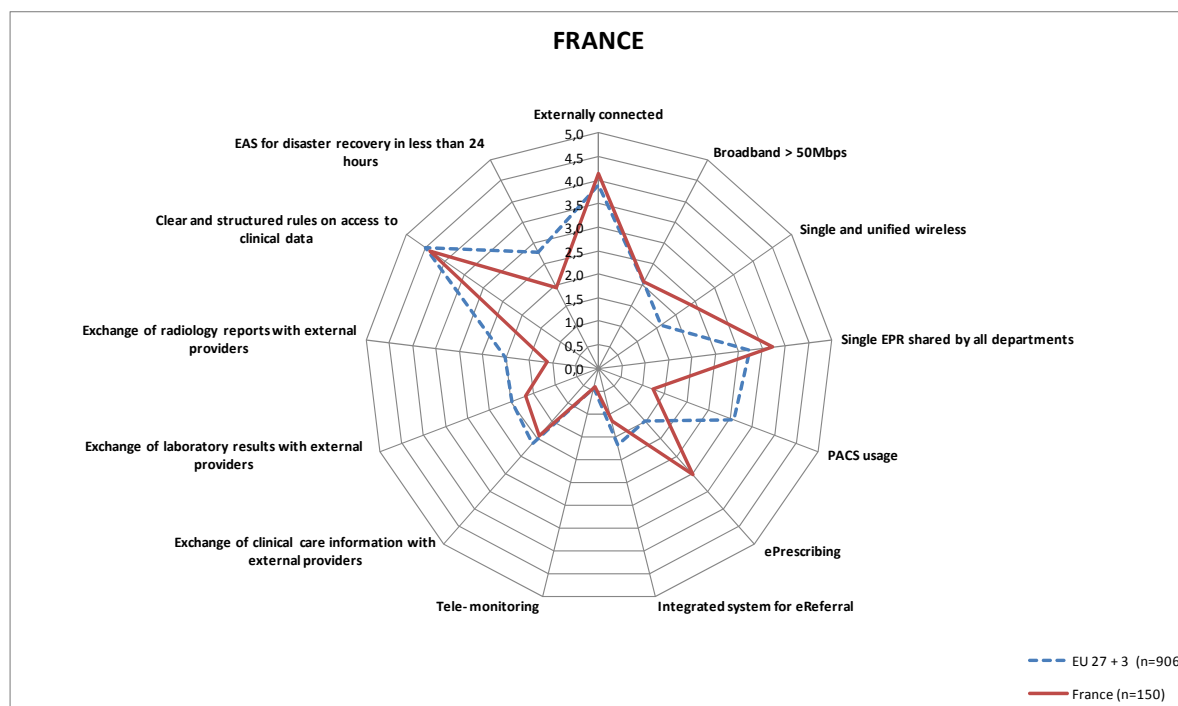 FRANCE
Externally connected
Broadband > 50Mbps
Single and unified wireless
Single EPR shared by all departments
PACS usage
ePrescribing
Integrated system for eReferral
Tele- monitoring
Exchange of clinical care information with
external providers
Exchange of laboratory results with external
providers
Exchange of radiology reports with external
providers
Clear and structured rules on access to
clinical data
EAS for disaster recovery in less than 24
hours
5,0
4,5
4,0
3,5
3,0
2,5
2,0
1,5
1,0
0,5
0,0
EU 27 + 3 (n=906
France (n=150)